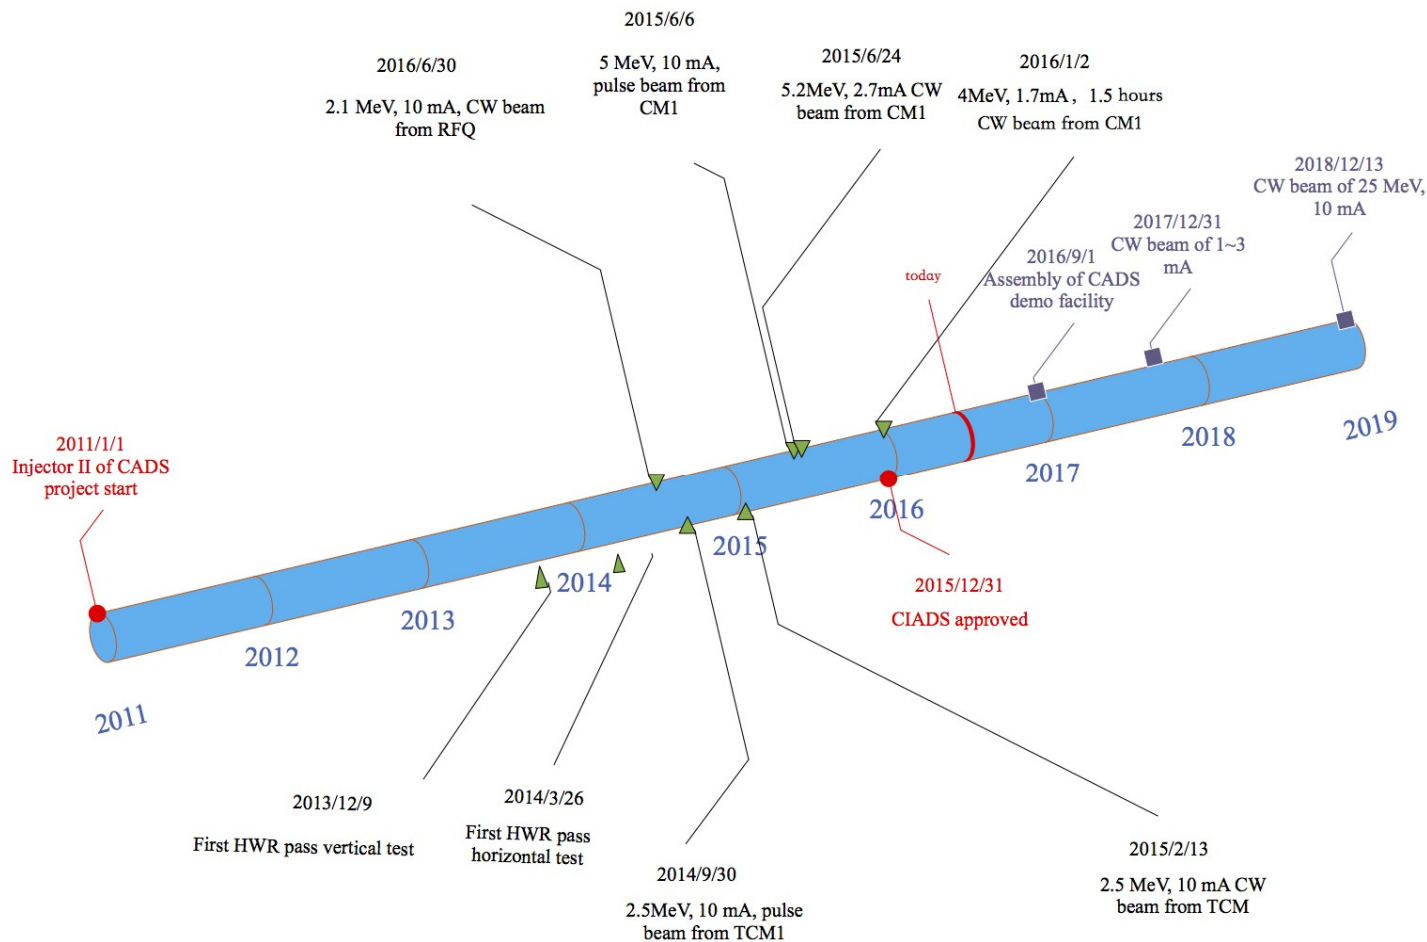 2015/6/6
5 MeV, 10 mA,
pulse beam from
CM1
2016/6/30
2.1 MeV, 10 mA, CW beam
from RFQ
2015/6/24
5.2MeV, 2.7mA CW
beam from CM1
2016/1/2
4MeV, 1.7mA, 1.5 hours
CW beam from CM1
2018/12/13
CW beam of 25 MeV,
10 mA
2017/12/31
CW beam of 1~3
mA
2016/9/1
Assembly of CADS
demo facility
today
2011/1/1
Injector II of CADS
project start
2011
2012
2013
2014
2015
2016
2017
2018
2019
2015/12/31
CIADS approved
2013/12/9
First HWR pass vertical test
2014/3/26
First HWR pass
horizontal test
2014/9/30
2.5MeV, 10 mA, pulse
beam from TCM1
2015/2/13
2.5 MeV, 10 mA CW
beam from TCM